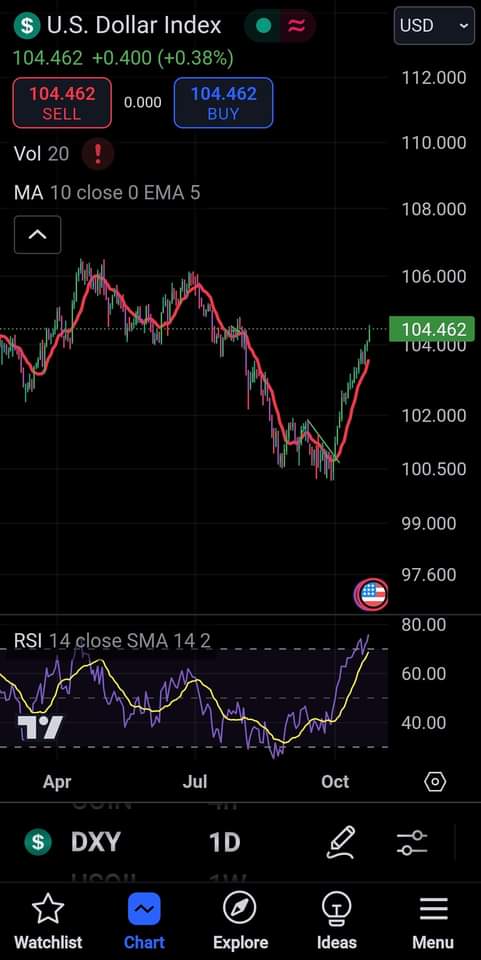 $ U.S. Dollar Index
USD
104.462 +0.400 (+0.38%)
104.462
SELL
0.000
104.462
BUY
Vol 20
MA 10 close 0 EMA 5
112.000
110.000
108.000
106.000
104.462
104.000
102.000
100.500
99.000
97.600
RSI 14 close SMA 14 2
80.00
60.00
40.00
Apr Jul Oct
$ DXY 1D
Watchlist Chart Explore Ideas Menu